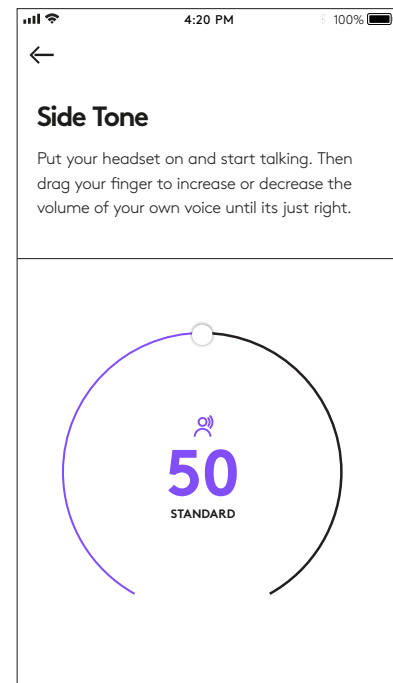 4:20 PM
100%
Side Tone
Put your headset on and start talking. Then
drag your finger to increase or decrease the
volume of your own voice until its just right.
50
STANDARD